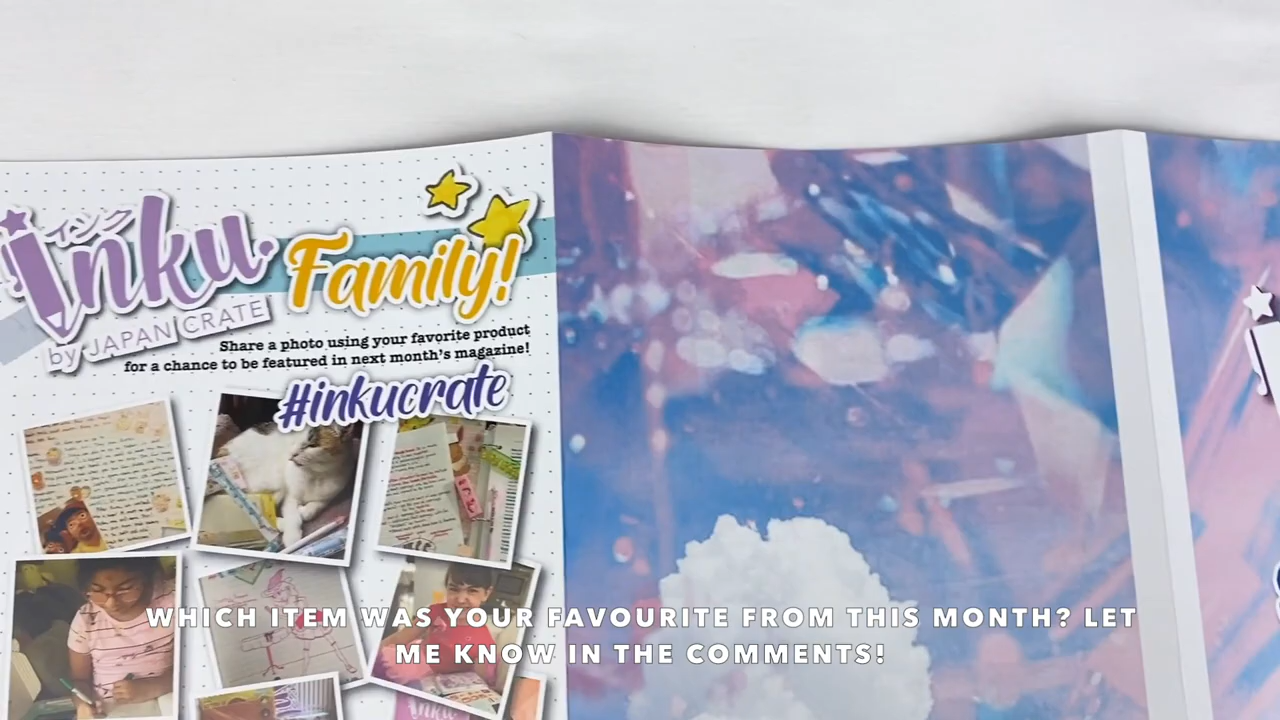 インク
Inku
Family!
by JAPAN CRATE
Share a photo using your favorite product
for a chance to be featured in next month's magazine!
#inkucrate
WHICH ITEM WAS YOUR FAVOURITE FROM THIS MONTH? LET
ME KNOW IN THE COMMENTS!
Inku